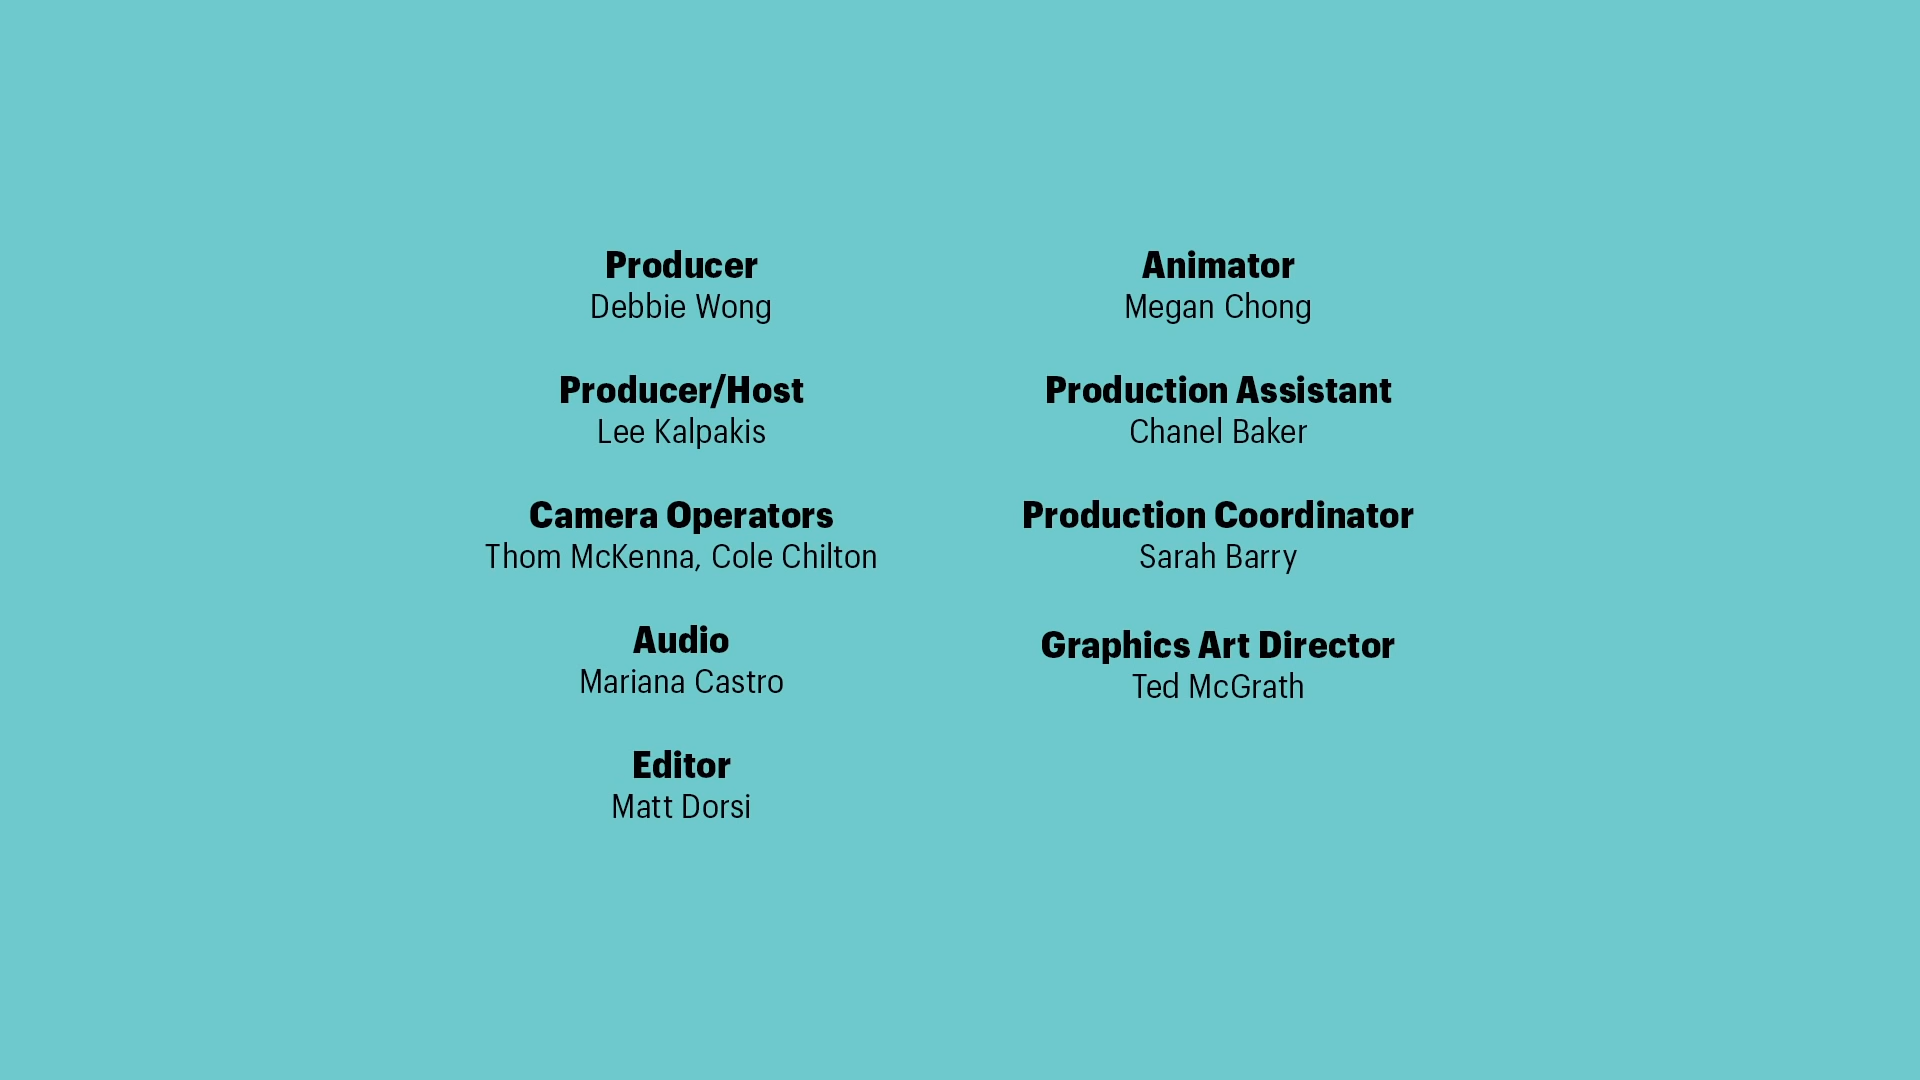 Producer
Debbie Wong
Producer/Host
Lee Kalpakis
Camera Operators
Thom McKenna, Cole Chilton
Audio
Mariana Castro
Editor
Matt Dorsi
Animator
Megan Chong
Production Assistant
Chanel Baker
Production Coordinator
Sarah Barry
Graphics Art Director
Ted McGrath